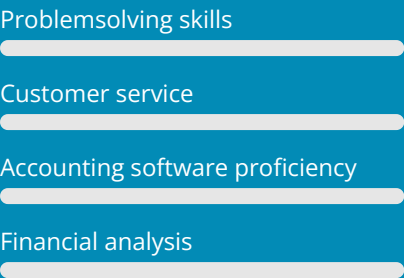 Problemsolving skills
Customer service
Accounting software proficiency
Financial analysis